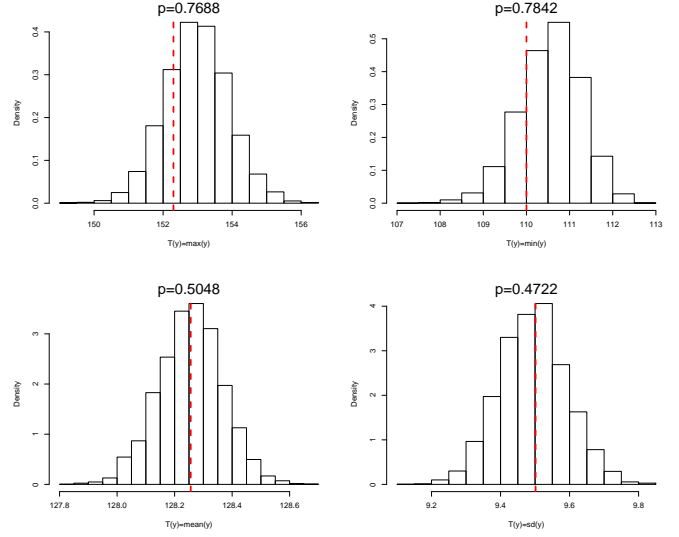 p=0.7688
Density
0.0 0.1 0.2 0.3 0.4
150 152 154 156
T(y)=max(y)
p=0.7842
Density
0.0 0.1 0.2 0.3 0.4 0.5
107 108 109 110 111 112 113
T(y)=min(y)
p=0.5048
Density
0 1 2 3
127.8 128.0 128.2 128.4 128.6
T(y)=mean(y)
p=0.4722
Density
0 1 2 3 4
9.2 9.4 9.6 9.8
T(y)=sd(y)